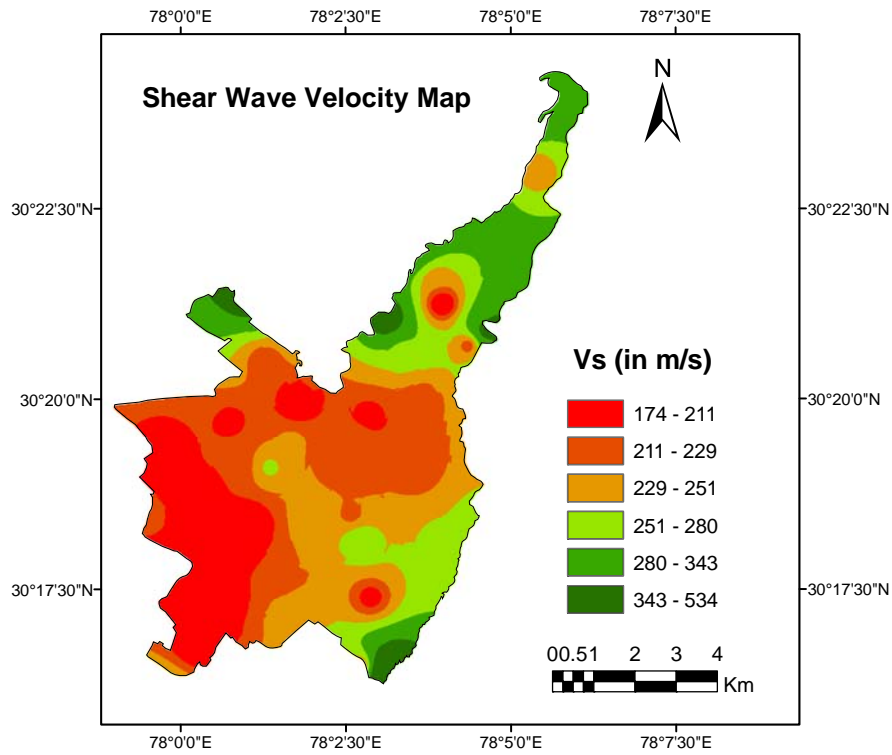 78°0'0"E 78°2'30"E 78°5'0"E 78°7'30"E
Shear Wave Velocity Map
N
30°22'30"N 30°22'30"N
Vs (in m/s)
30°20'0"N 30°20'0"N
174 - 211
211 - 229
229 - 251
251 - 280
280 - 343
343 - 534
30°17'30"N 30°17'30"N
00.51 2 3 4
Km
78°0'0"E 78°2'30"E 78°5'0"E 78°7'30"E